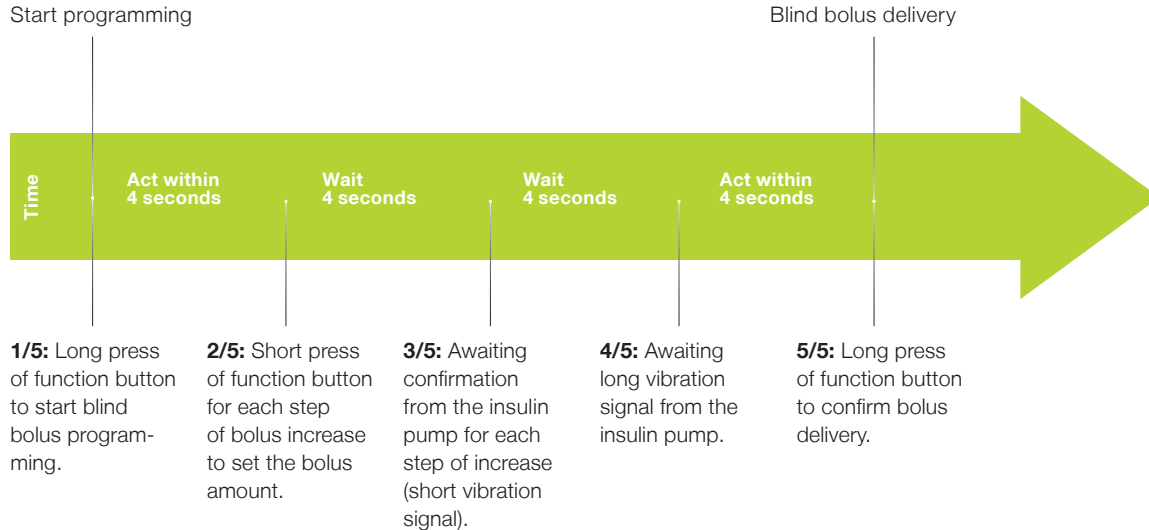 Start programming
Blind bolus delivery
Time
Act within
4 seconds
Wait
4 seconds
Wait
4 seconds
Act within
4 seconds
1/5: Long press
of function button
to start blind
bolus program-
ming.
2/5: Short press
of function button
for each step
of bolus increase
to set the bolus
amount.
3/5: Awaiting
confirmation
from the insulin
pump for each
step of increase
(short vibration
signal).
4/5: Awaiting
long vibration
signal from the
insulin pump.
5/5: Long press
of function button
to confirm bolus
delivery.